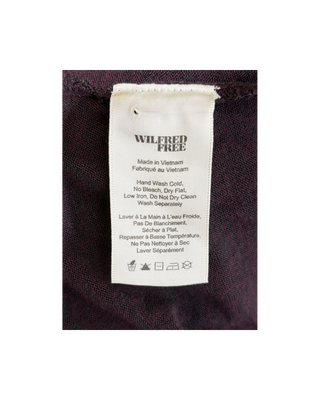 WILFRED
FREE
Made in Vietnam
Fabriqué au Vietnam
Hand Wash Cold,
No Bleach, Dry Flat,
Low Iron, Do Not Dry Clean
Wash Separately
Laver À La Main À L'eau Froide,
Pas De Blanchiment,
Sécher à Plat,
Repasser à Basse Température,
Ne Pas Nettoyer à Sec
Laver Séparément